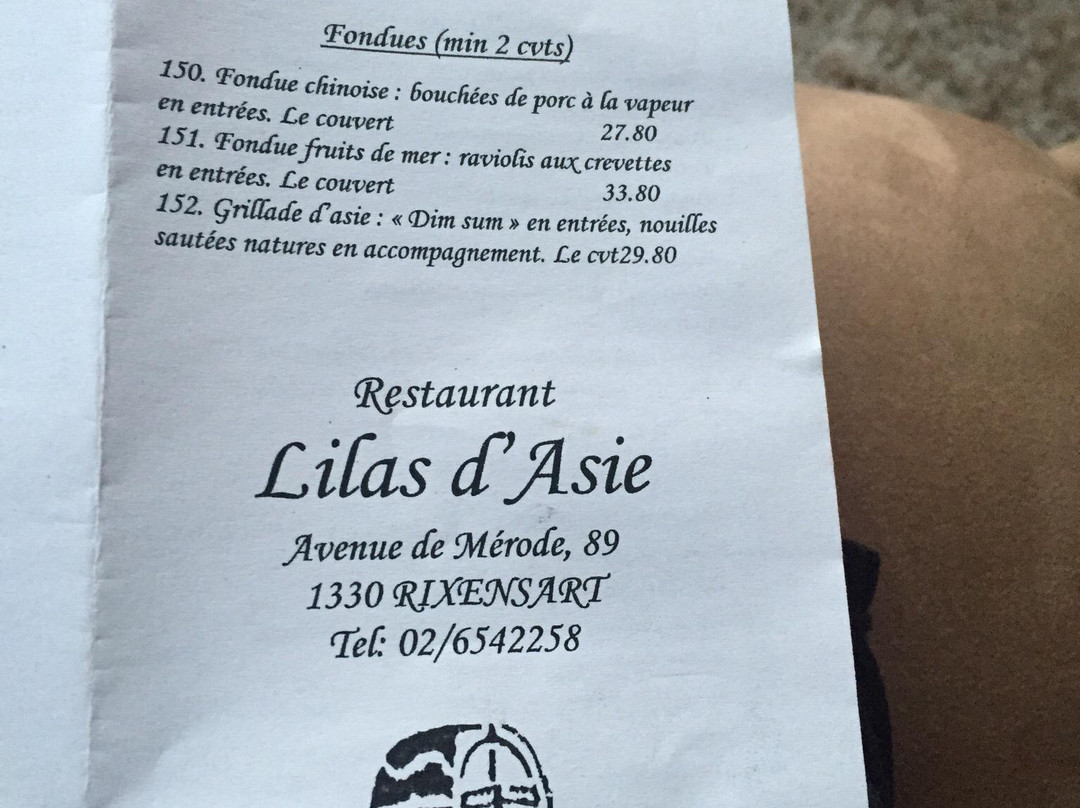 Fondues (min 2 cvts)
150. Fondue chinoise : bouchées de porc à la vapeur
en entrées. Le couvert 27.80
151. Fondue fruits de mer : raviolis aux crevettes
en entrées. Le couvert 33.80
152. Grillade d'asie : « Dim sum » en entrées, nouilles
sautées natures en accompagnement. Le cvt29.80
Restaurant
Lilas d'Asie
Avenue de Mérode, 89
1330 RIXENSART
Tel: 02/6542258